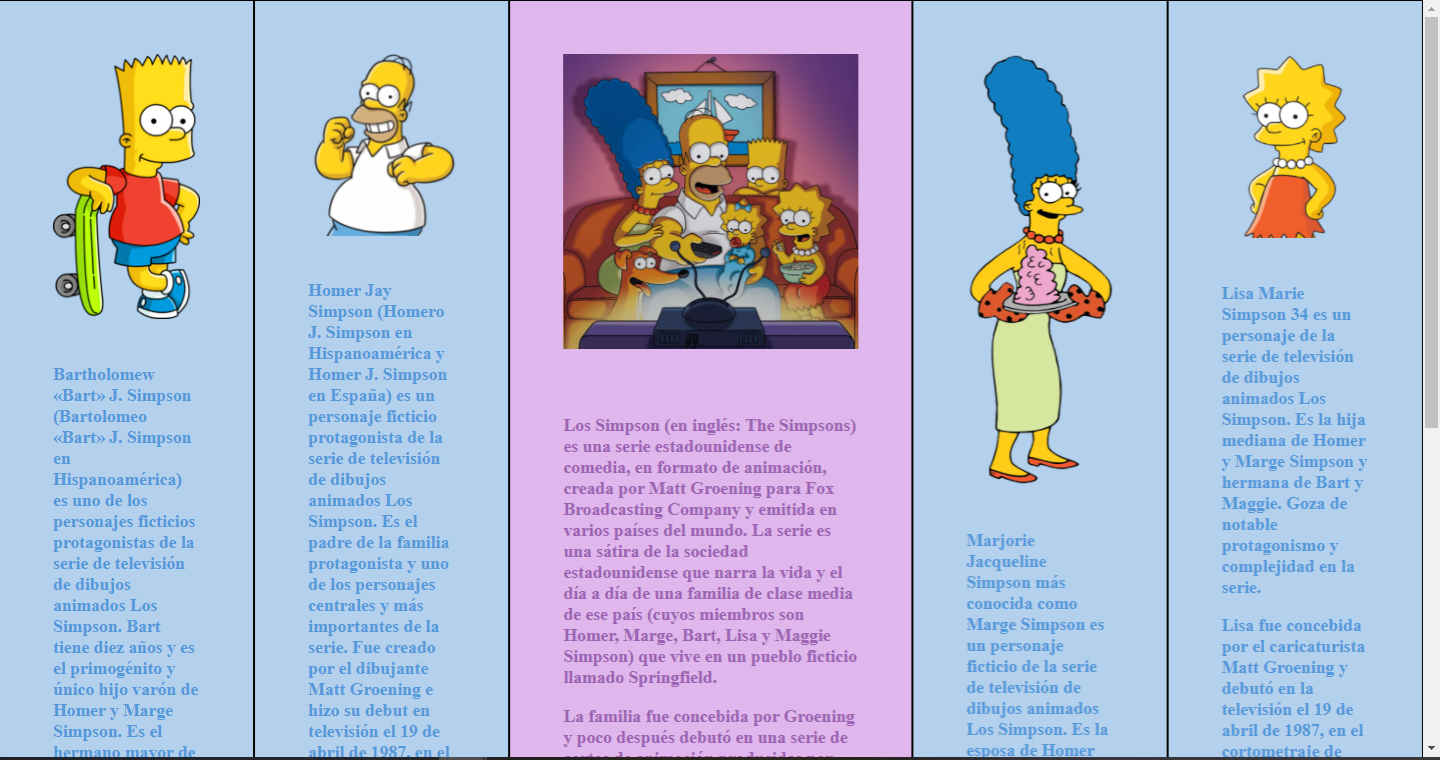 Bartholomew
«Bart» J. Simpson
(Bartolomeo
«Bart» J. Simpson
en
Hispanoamérica)
es uno de los
personajes ficticios
protagonistas de la
serie de televisión
de dibujos
animados Los
Simpson. Bart
tiene diez años y es
el primogénito y
único hijo varón de
Homer y Marge
Simpson. Es el
hermano mayor de
Homer Jay
Simpson (Homero
J. Simpson en
Hispanoamérica y
Homer J. Simpson
en España) es un
personaje ficticio
protagonista de la
serie de televisión
de dibujos
animados Los
Simpson. Es el
padre de la familia
protagonista y uno
de los personajes
centrales y más
importantes de la
serie. Fue creado
por el dibujante
Matt Groening e
hizo su debut en
televisión el 19 de
abril de 1987, en el
Los Simpson (en inglés: The Simpsons)
es una serie estadounidense de
comedia, en formato de animación,
creada por Matt Groening para Fox
Broadcasting Company y emitida en
varios países del mundo. La serie es
una sátira de la sociedad
estadounidense que narra la vida y el
día a día de una familia de clase media
de ese país (cuyos miembros son
Homer, Marge, Bart, Lisa y Maggie
Simpson) que vive en un pueblo ficticio
llamado Springfield.
La familia fue concebida por Groening
y poco después debutó en una serie de
cortos de animación producidos por
Marjorie
Jacqueline
Simpson más
conocida como
Marge Simpson es
un personaje
ficticio de la serie
de televisión de
dibujos animados
Los Simpson. Es la
esposa de Homer
Lisa Marie
Simpson 34 es un
personaje de la
serie de televisión
de dibujos
animados Los
Simpson. Es la hija
mediana de Homer
y Marge Simpson y
hermana de Bart y
Maggie. Goza de
notable
protagonismo y
complejidad en la
serie.
Lisa fue concebida
por el caricaturista
Matt Groening y
debutó en la
televisión el 19 de
abril de 1987, en el
cortometraje de